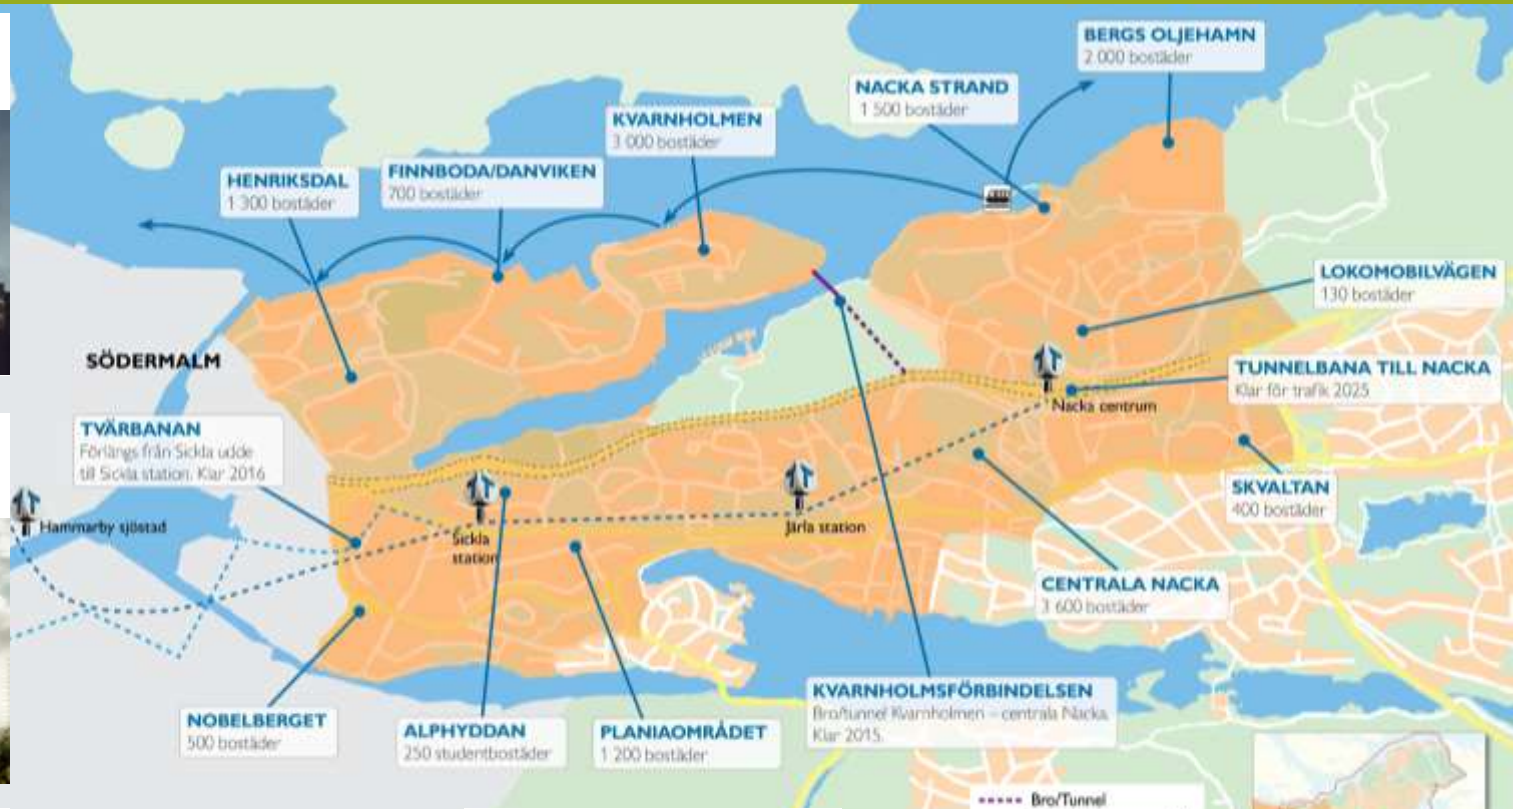 BERGS OLJEHAMN
2 000 bostäder
NACKA STRAND
1 500 bostäder
KVARNHOLMEN
3 000 bostäder
FINNBODA/DANVIKEN
700 bostäder
HENRIKSDAL
1 300 bostäder
LOKOMOBILVÄGEN
130 bostäder
SÖDERMALM
TUNNELBANA TILL NACKA
Klar för trafik 2025
Nacka centrum
TVÄRBANAN
Förlängs från Sickla udde
till Sickla station. Klar 2016
SKVALTAN
400 bostäder
Hammarby sjöstad
Sickla
station
Järla station
CENTRALA NACKA
3 600 bostäder
KVARNHOLMSFÖRBINDELSEN
Bro/tunnel Kvarnholmen – centrala Nacka.
Klar 2015.
NOBELBERGET
500 bostäder
ALPHYDDAN
250 studentbostäder
PLANIAOMRÅDET
1 200 bostäder
Bro/Tunnel